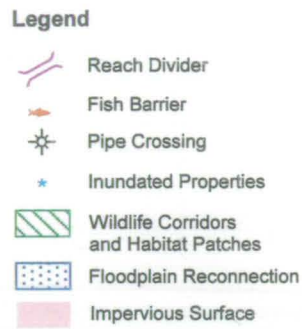 Legend
Reach Divider
Fish Barrier
Pipe Crossing
Inundated Properties
Wildlife Corridors
and Habitat Patches
Floodplain Reconnection
Impervious Surface